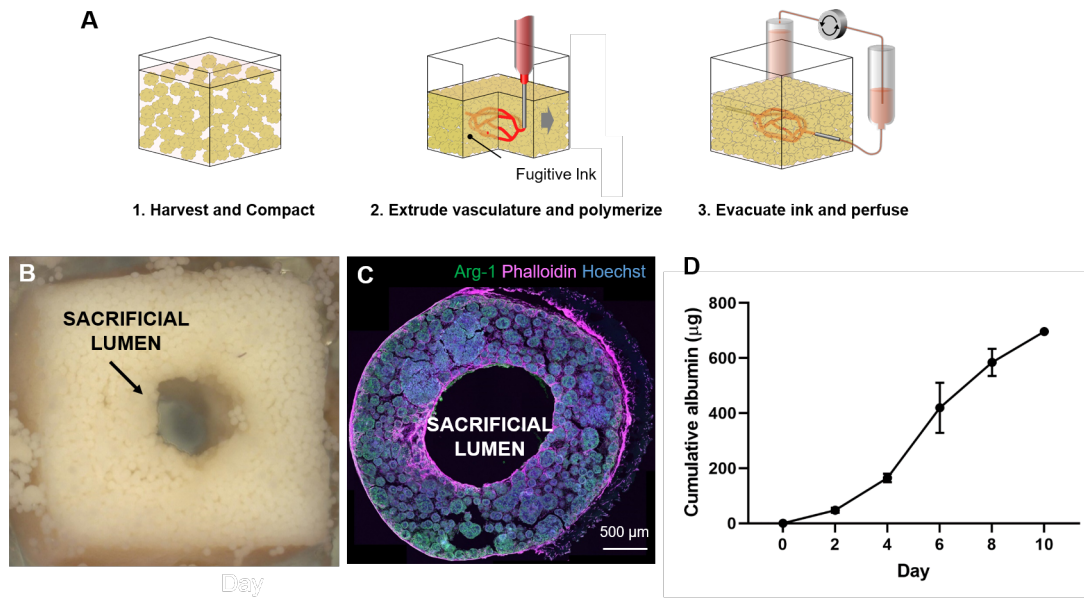 A
Fugitive Ink
1. Harvest and Compact
2. Extrude vasculature and polymerize
3. Evacuate ink and perfuse
B
SACRIFICIAL
LUMEN
C
Arg-1 Phalloidin Hoechst
SACRIFICIAL
LUMEN
500 µm
D
Cumulative albumin (µg)
800
600
400
200
0
0 2 4 6 8 10
Day
Day